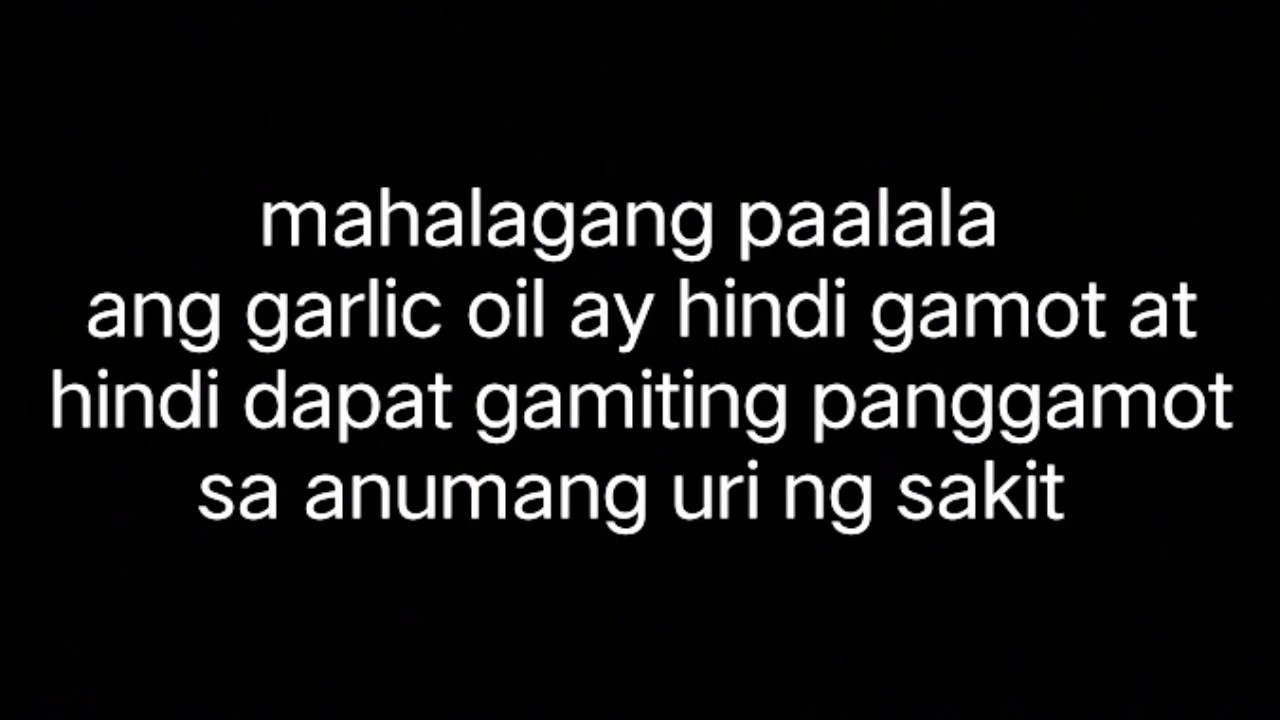 mahalagang paalala
ang garlic oil ay hindi gamot at
hindi dapat gamiting panggamot
sa anumang uri ng sakit